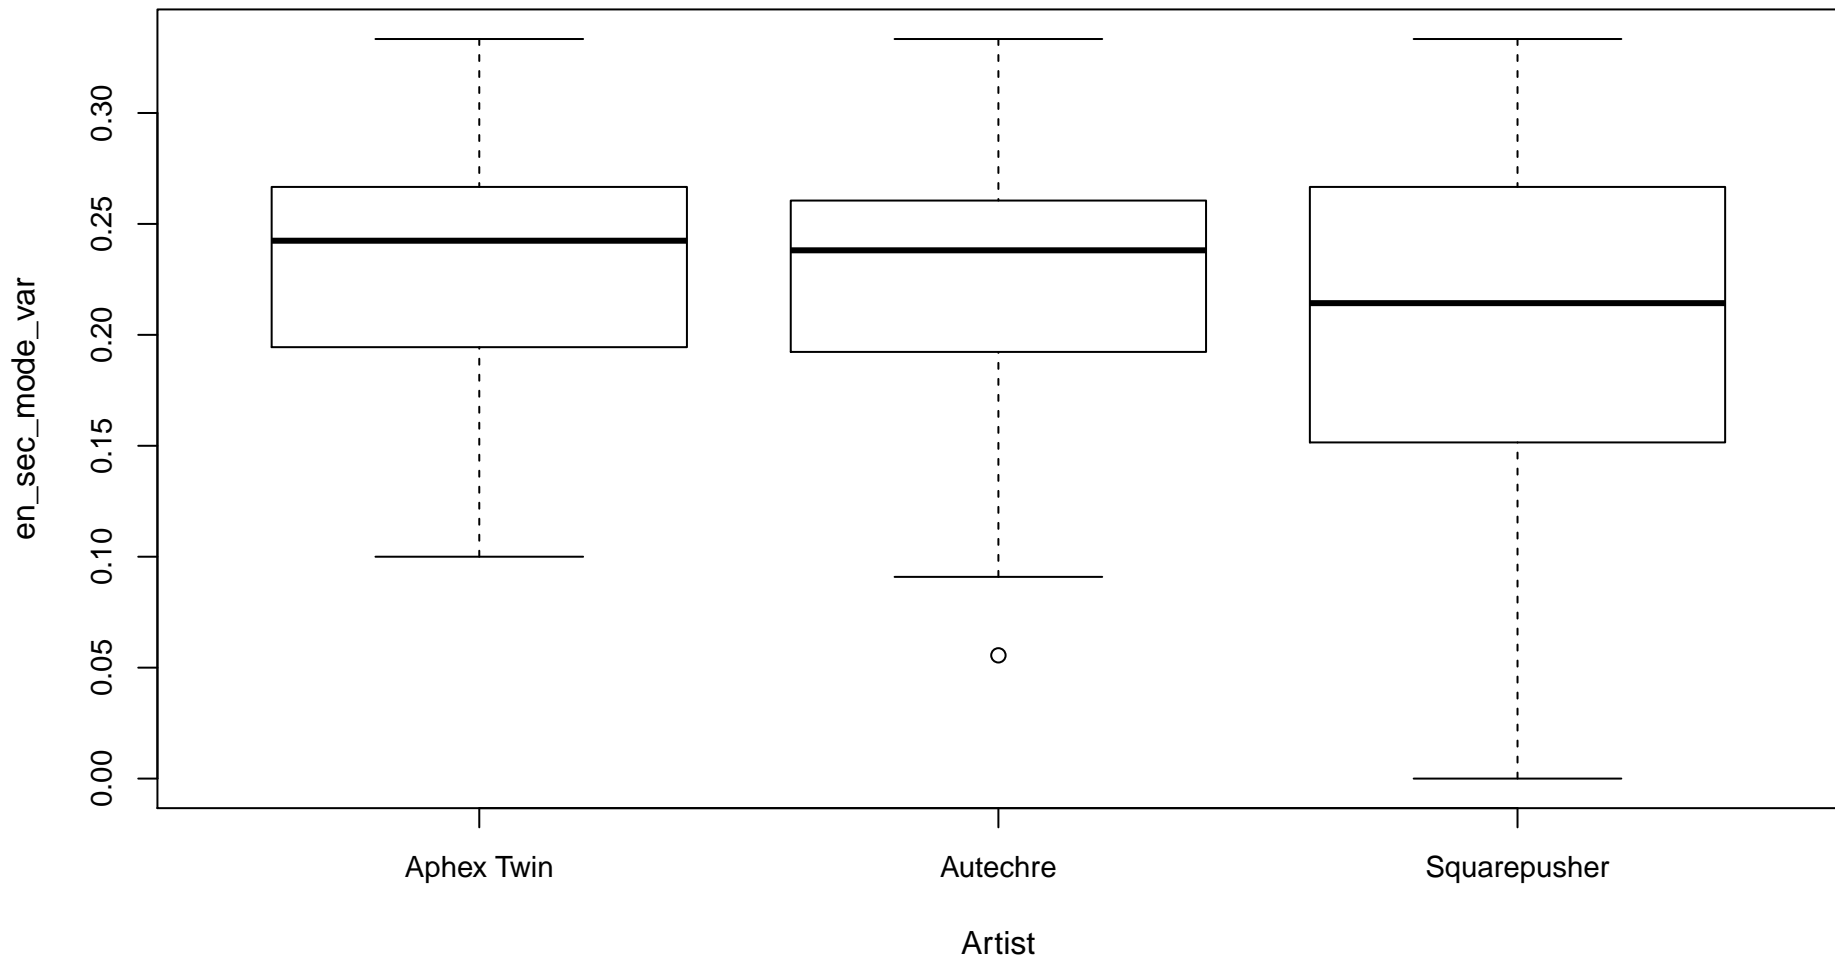 en_sec_mode_var
0.30
0.25
0.20
0.15
0.10
0.05
0.00
Aphex Twin
Autechre
Squarepusher
Artist